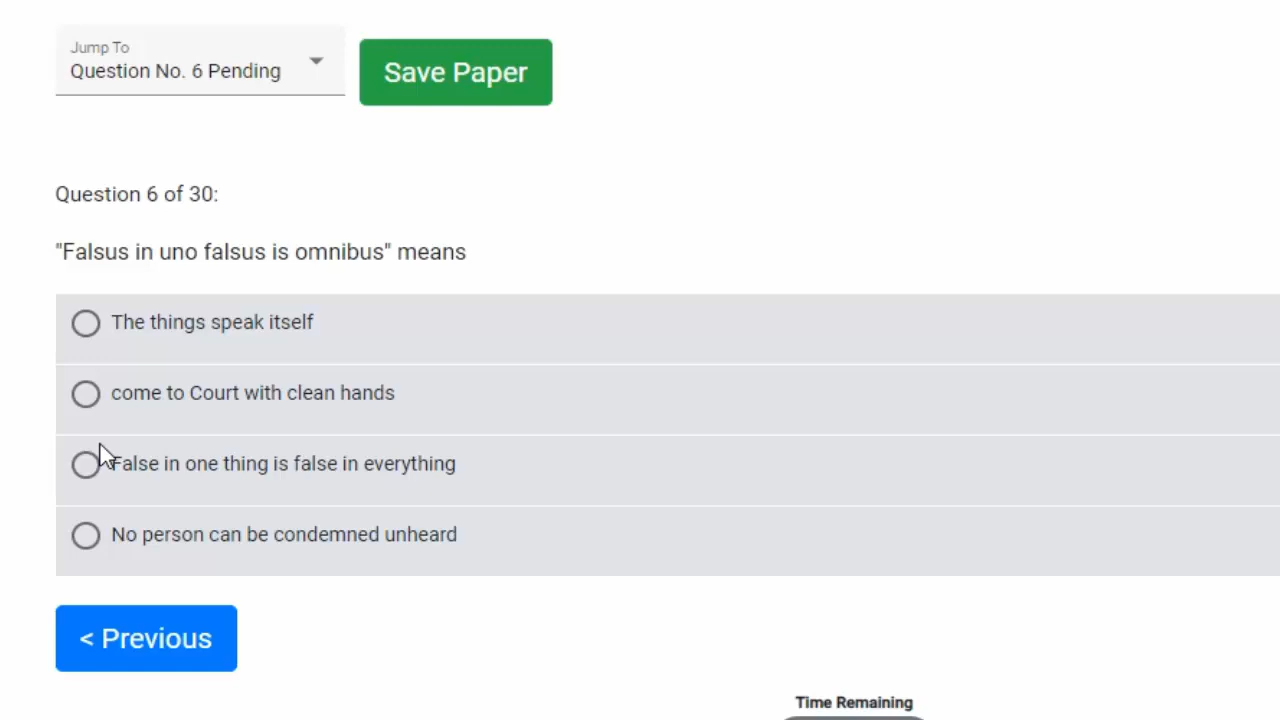 Jump To
Question No. 6 Pending
Save Paper
Question 6 of 30:
"Falsus in uno falsus is omnibus" means
The things speak itself
come to Court with clean hands
False in one thing is false in everything
No person can be condemned unheard
< Previous
Time Remaining